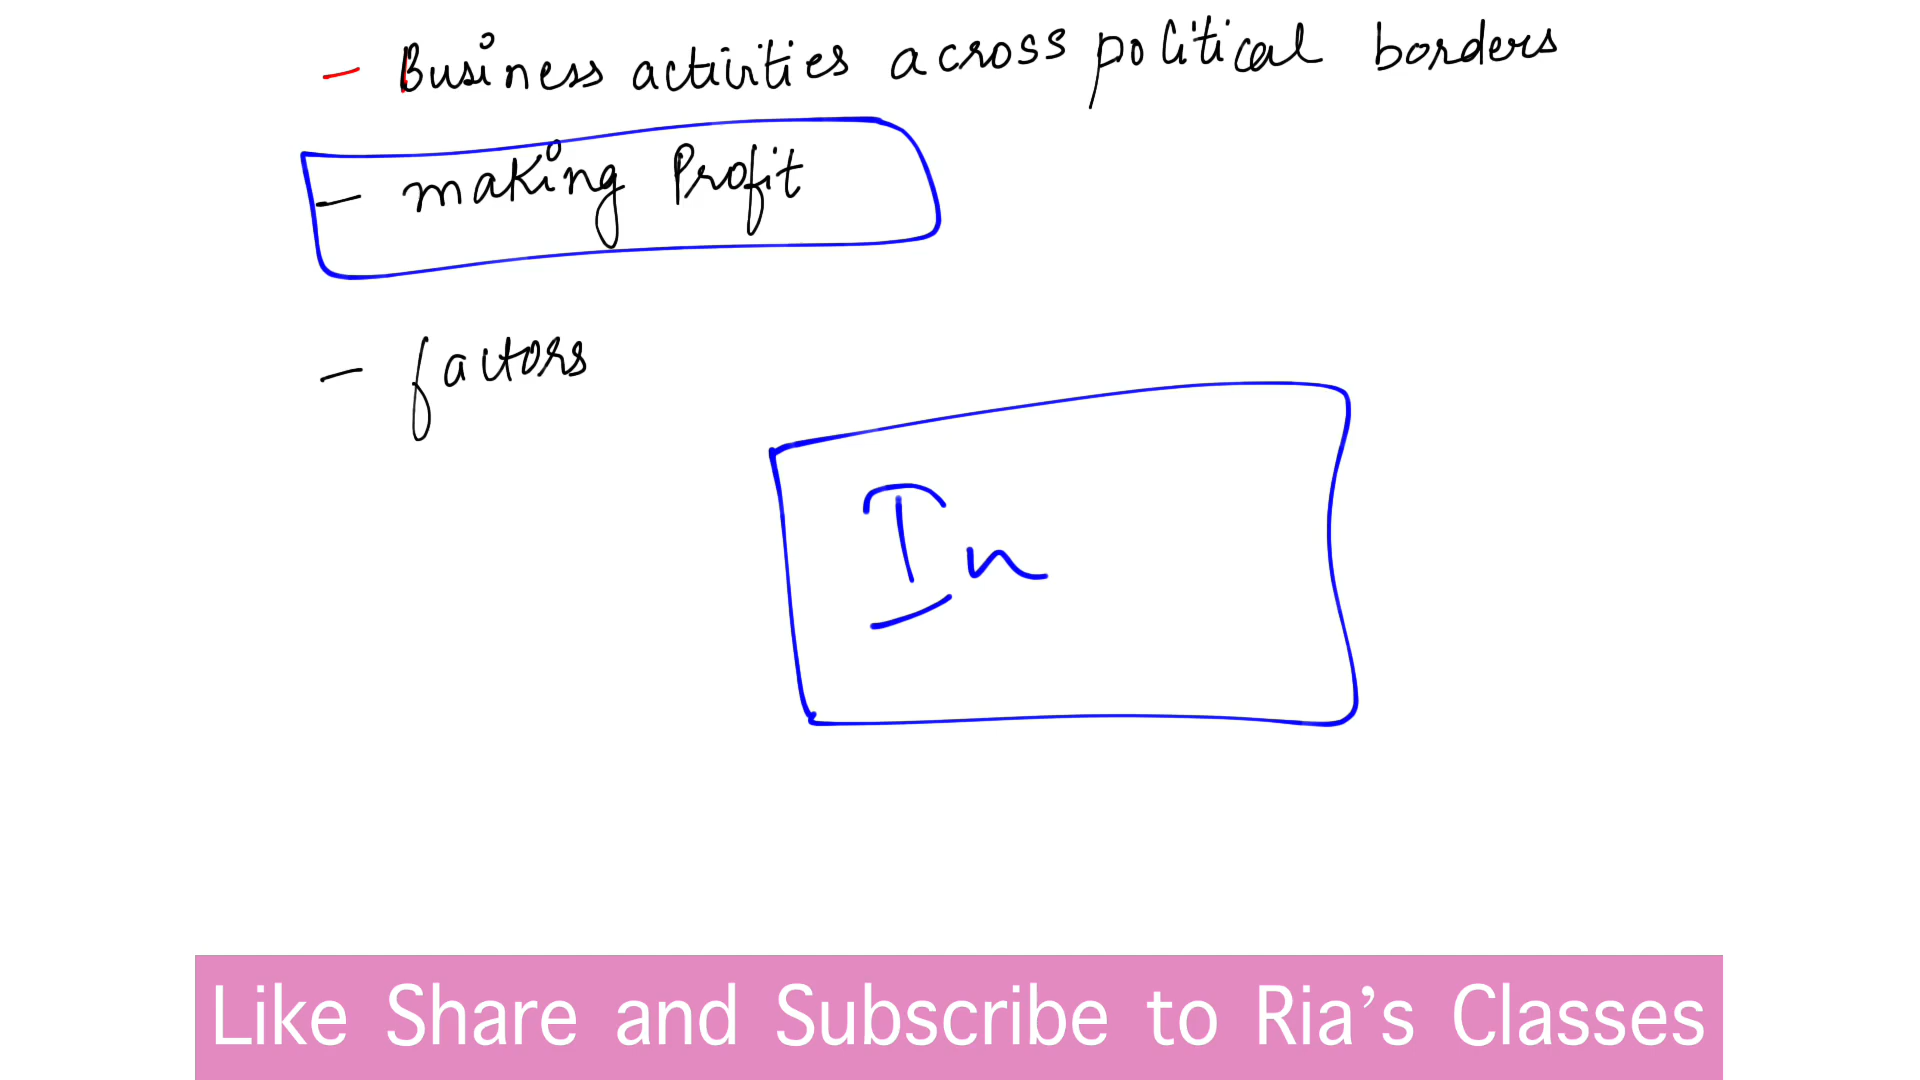 - Business activities across political borders
- making Profit
- factors
In
Like Share and Subscribe to Ria's Classes